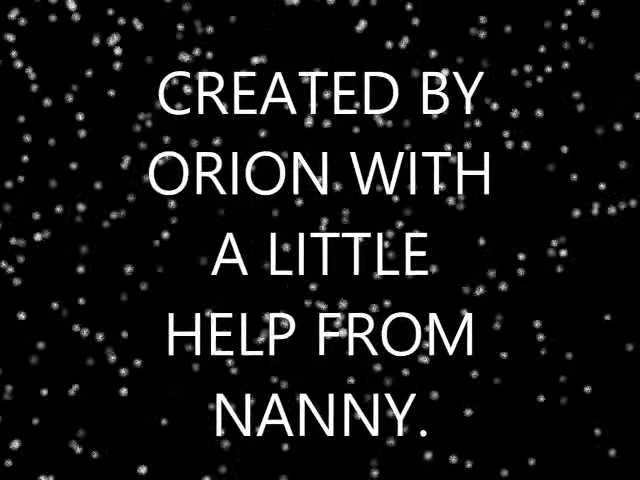 CREATED BY
ORION WITH
A LITTLE
HELP FROM
NANNY.